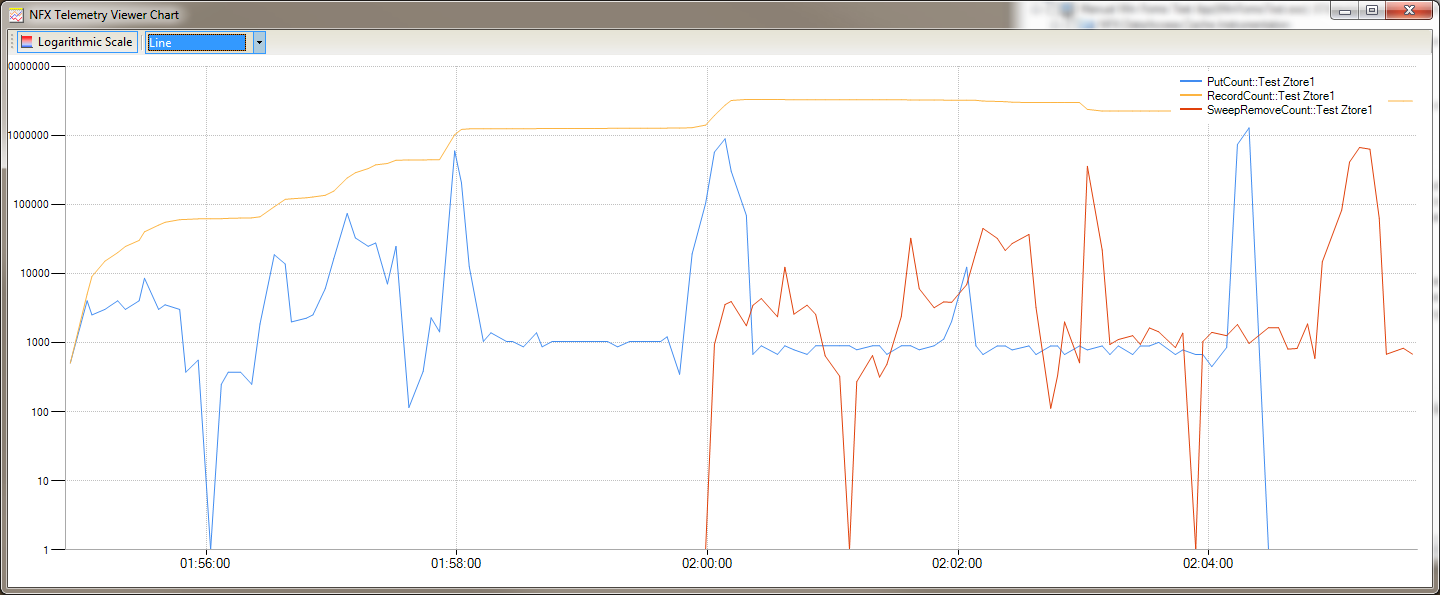 NFX Telemetry Viewer Chart
Logarithmic Scale
Line
0000000
1000000
100000
10000
1000
100
10
1
PutCount::Test Ztore1
RecordCount::Test Ztore1
SweepRemoveCount::Test Ztore1
01:56:00
01:58:00
02:00:00
02:02:00
02:04:00